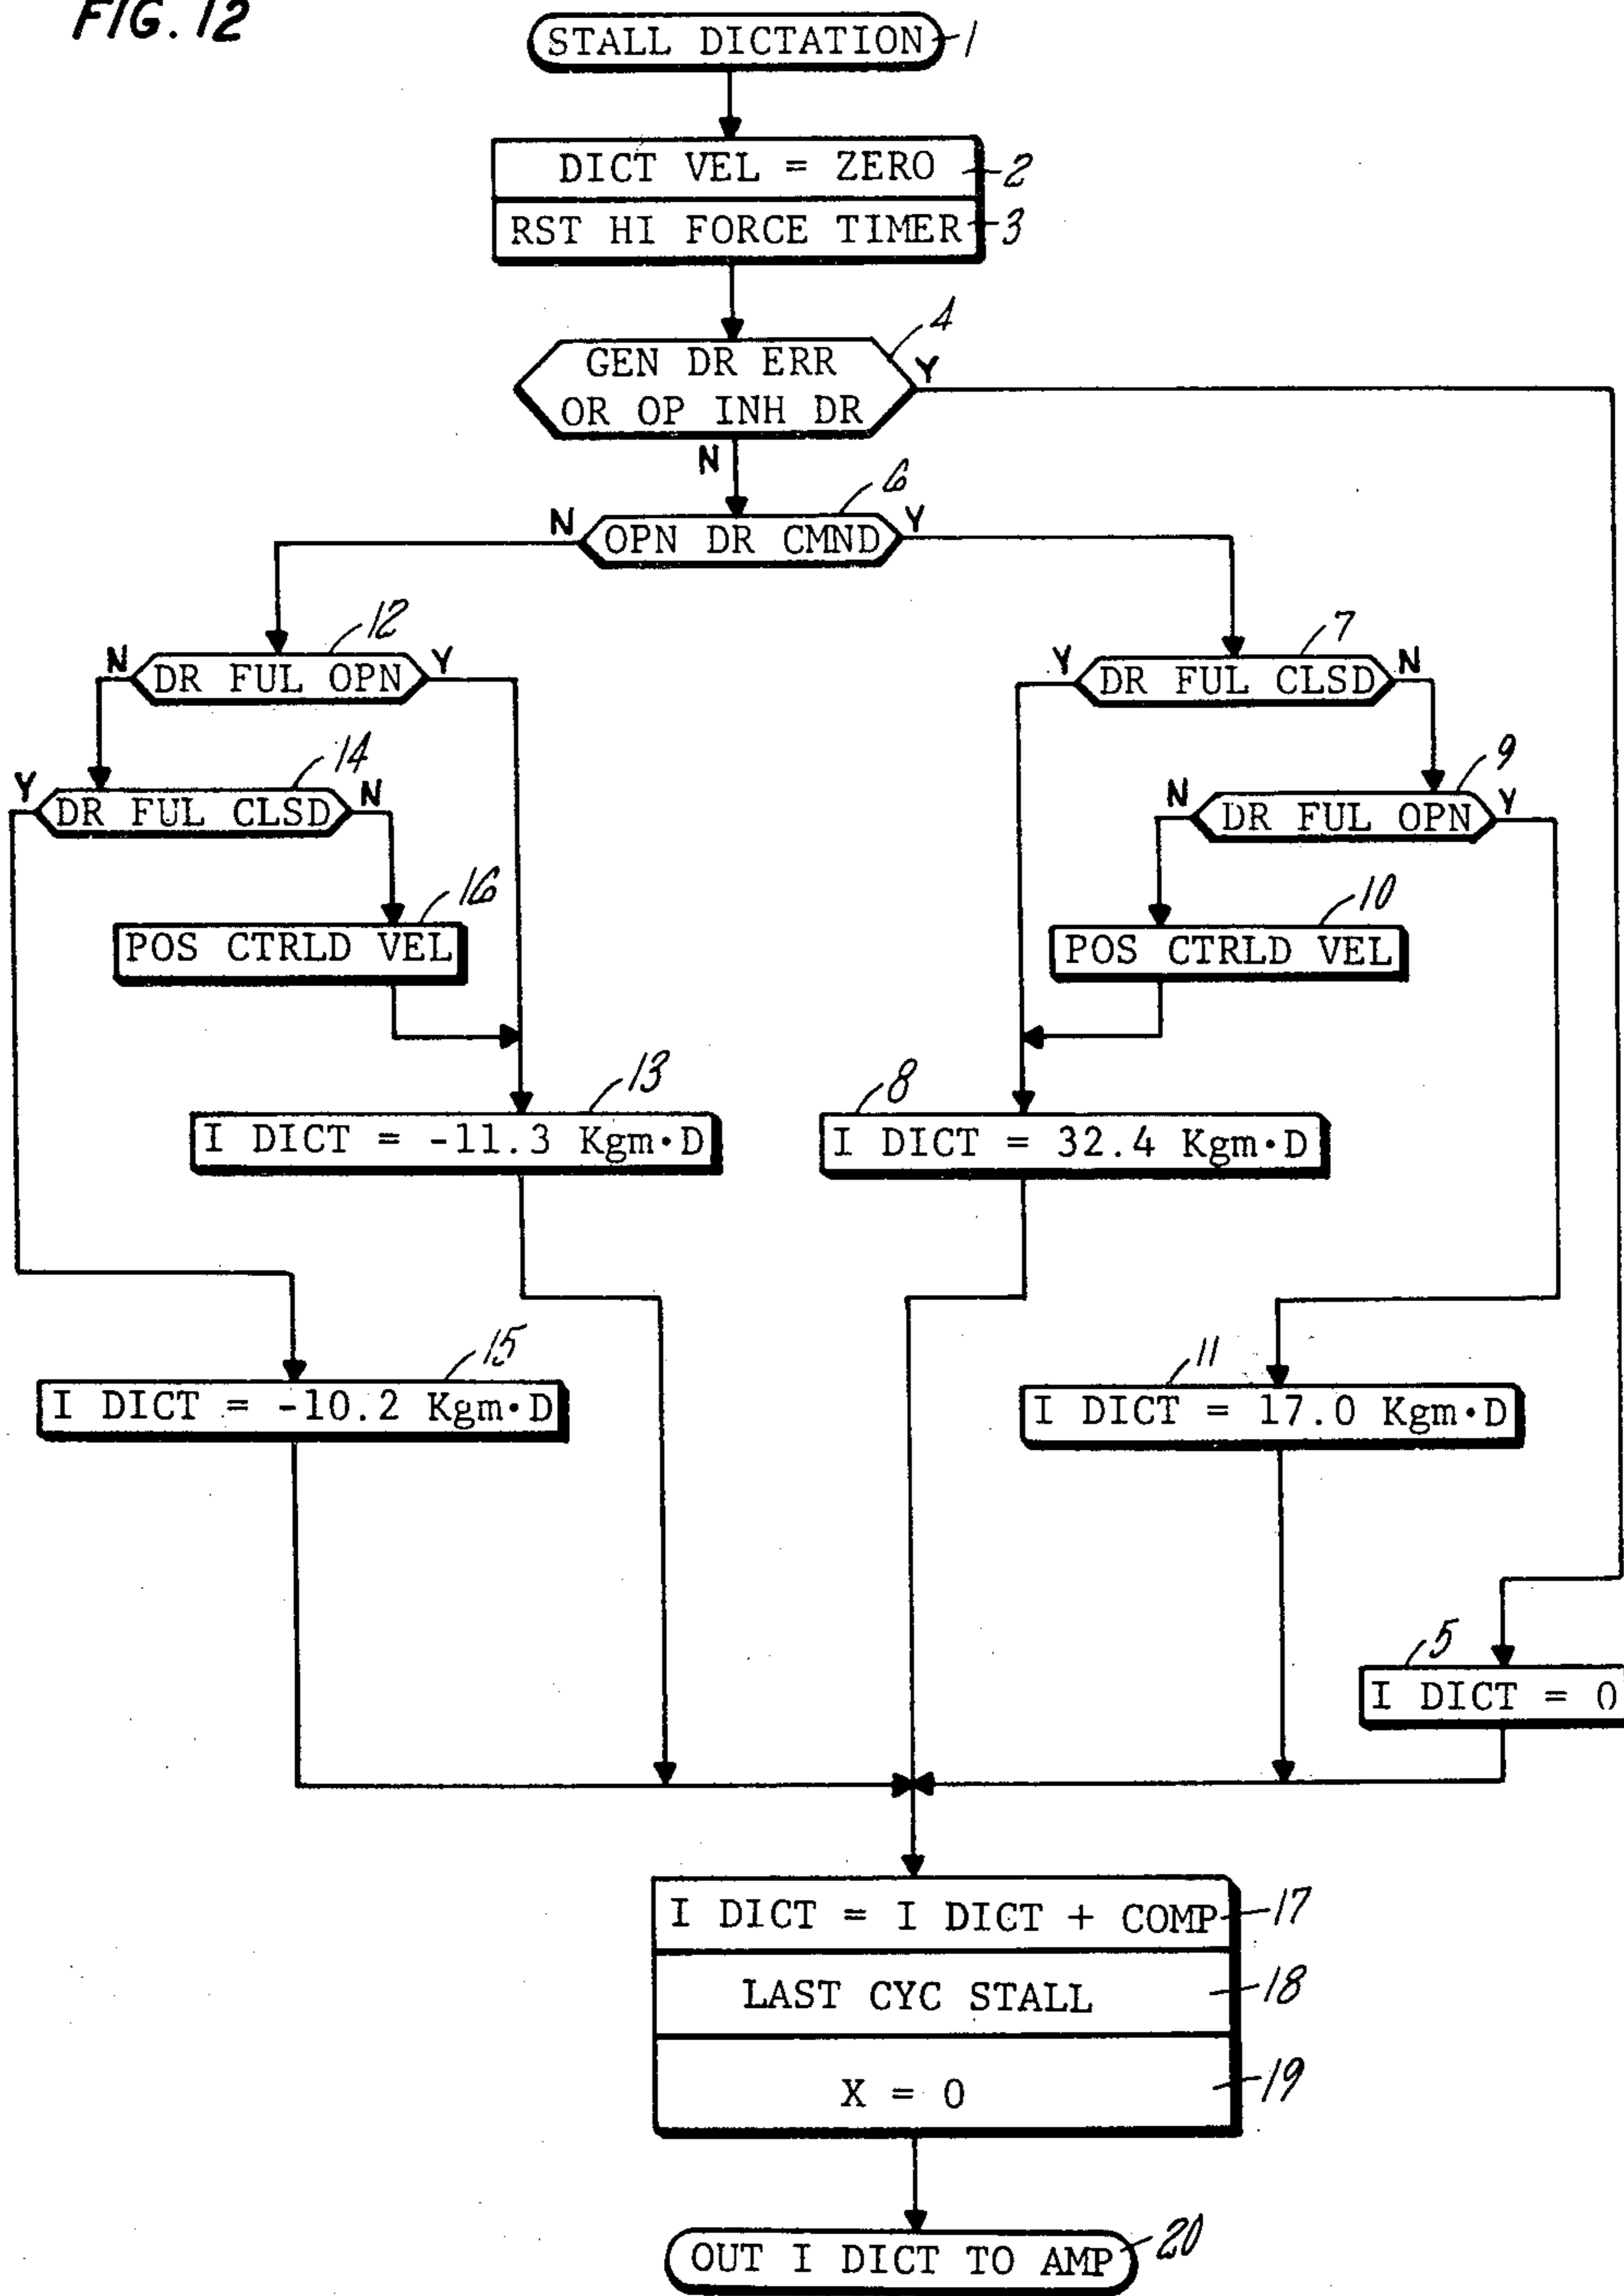 FIG. 12
STALL DICTATION 1
DICT VEL = ZERO 2
RST HI FORCE TIMER 3
4
GEN DR ERR
OR OP INH DR
Y
N
6
N OPN DR CMND Y
12
N DR FUL OPN Y
7
Y DR FUL CLSD N
14
Y DR FUL CLSD N
9
N DR FUL OPN Y
16
POS CTRLD VEL
10
POS CTRLD VEL
13
I DICT = -11.3 Kgm·D
8
I DICT = 32.4 Kgm·D
15
I DICT = -10.2 Kgm·D
11
I DICT = 17.0 Kgm·D
5
I DICT = 0
I DICT = I DICT + COMP 17
LAST CYC STALL 18
X = 0 19
OUT I DICT TO AMP 20